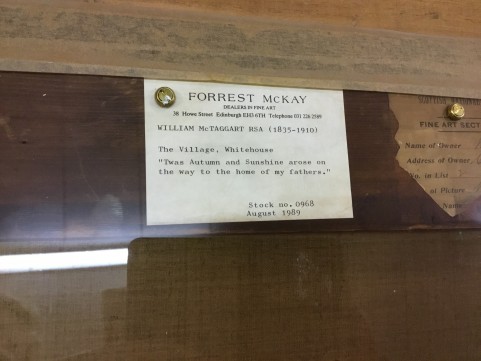 FORREST McKAY
DEALERS IN FINE ART
38 Howe Street Edinburgh EH3 6TH Telephone 031 226 2589
WILLIAM McTAGGART RSA (1835-1910)
The Village, Whitehouse
"Twas Autumn and Sunshine arose on
the way to the home of my fathers."
Stock no. 0968
August 1989
FINE ART SECT
Name of Owner
Address of Owner
No. in List
of Picture
Name